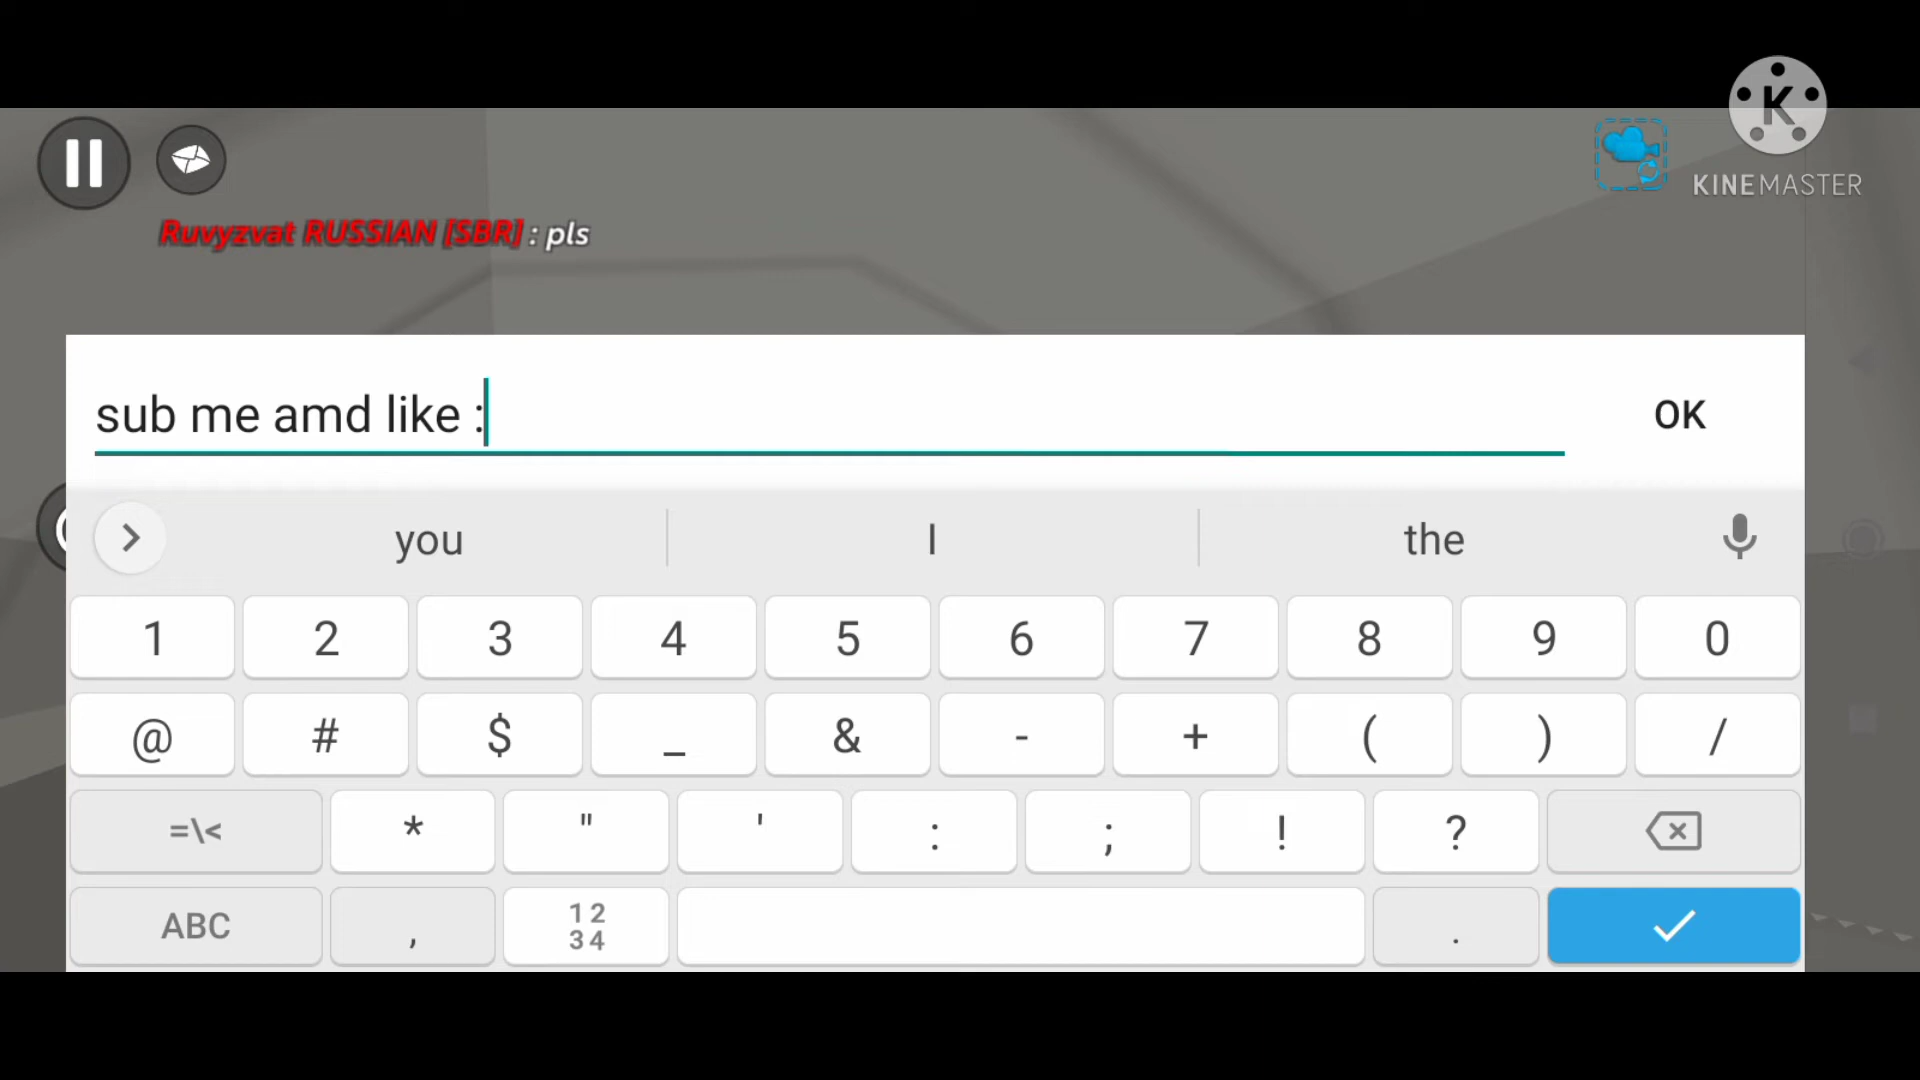 K
KINEMASTER
Ruvyzvat RUSSIAN [SBR] : pls
sub me amd like :
OK
you I the
1 2 3 4 5 6 7 8 9 0
@ # $ _ & - + ( ) /
=\< * " ' : ; ! ?
ABC , 12 34 .